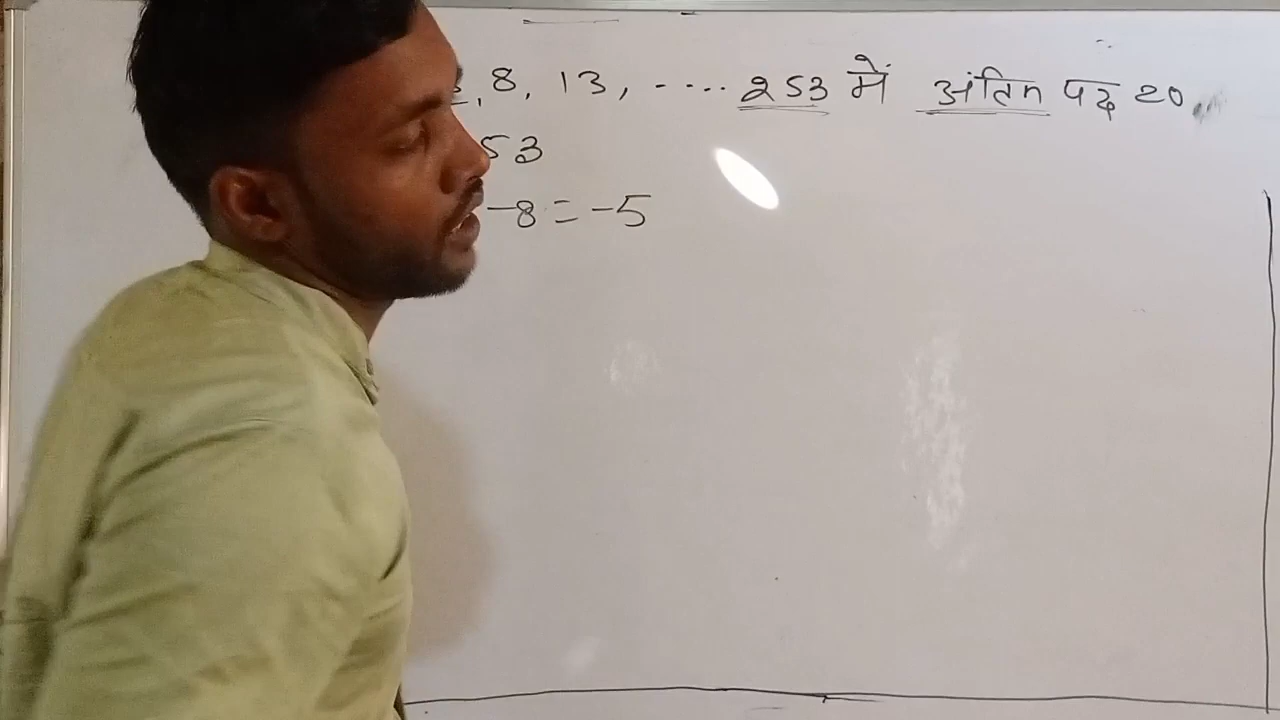 , 8, 13, ---... 253 में अंतिम पद 20
53
-8 = -5